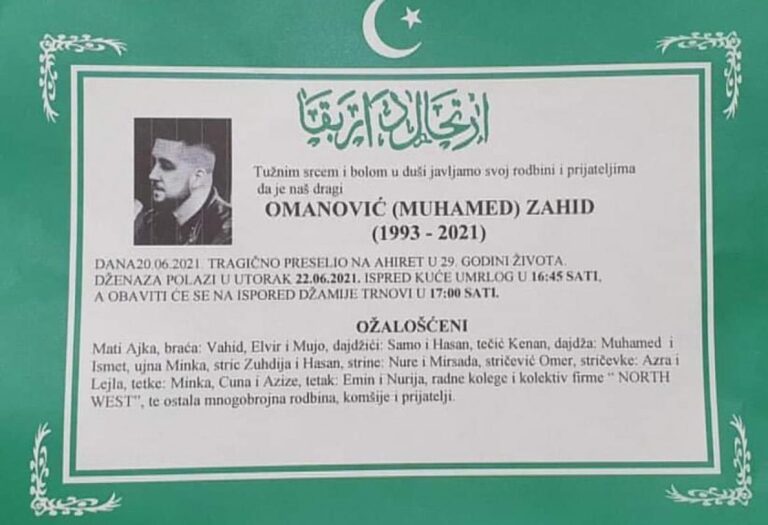 ارتحال دار بقا
Tužnim srcem i bolom u duši javljamo svoj rodbini i prijateljima
da je naš dragi
OMANOVIĆ (MUHAMED) ZAHID
(1993 - 2021)
DANA20.06.2021. TRAGIČNO PRESELIO NA AHIRET U 29. GODINI ŽIVOTA.
DŽENAZA POLAZI U UTORAK 22.06.2021. ISPRED KUĆE UMRLOG U 16:45 SATI,
A OBAVITI ĆE SE NA ISPORED DŽAMIJE TRNOVI U 17:00 SATI.
OŽALOŠĆENI
Mati Ajka, braća: Vahid, Elvir i Mujo, dajdžići: Samo i Hasan, tečić Kenan, dajdža: Muhamed i
Ismet, ujna Minka, stric Zuhdija i Hasan, strine: Nure i Mirsada, stričević Omer, stričevke: Azra i
Lejla, tetke: Minka, Cuna i Azize, tetak: Emin i Nurija, radne kolege i kolektiv firme “ NORTH
WEST”, te ostala mnogobrojna rodbina, komšije i prijatelji.